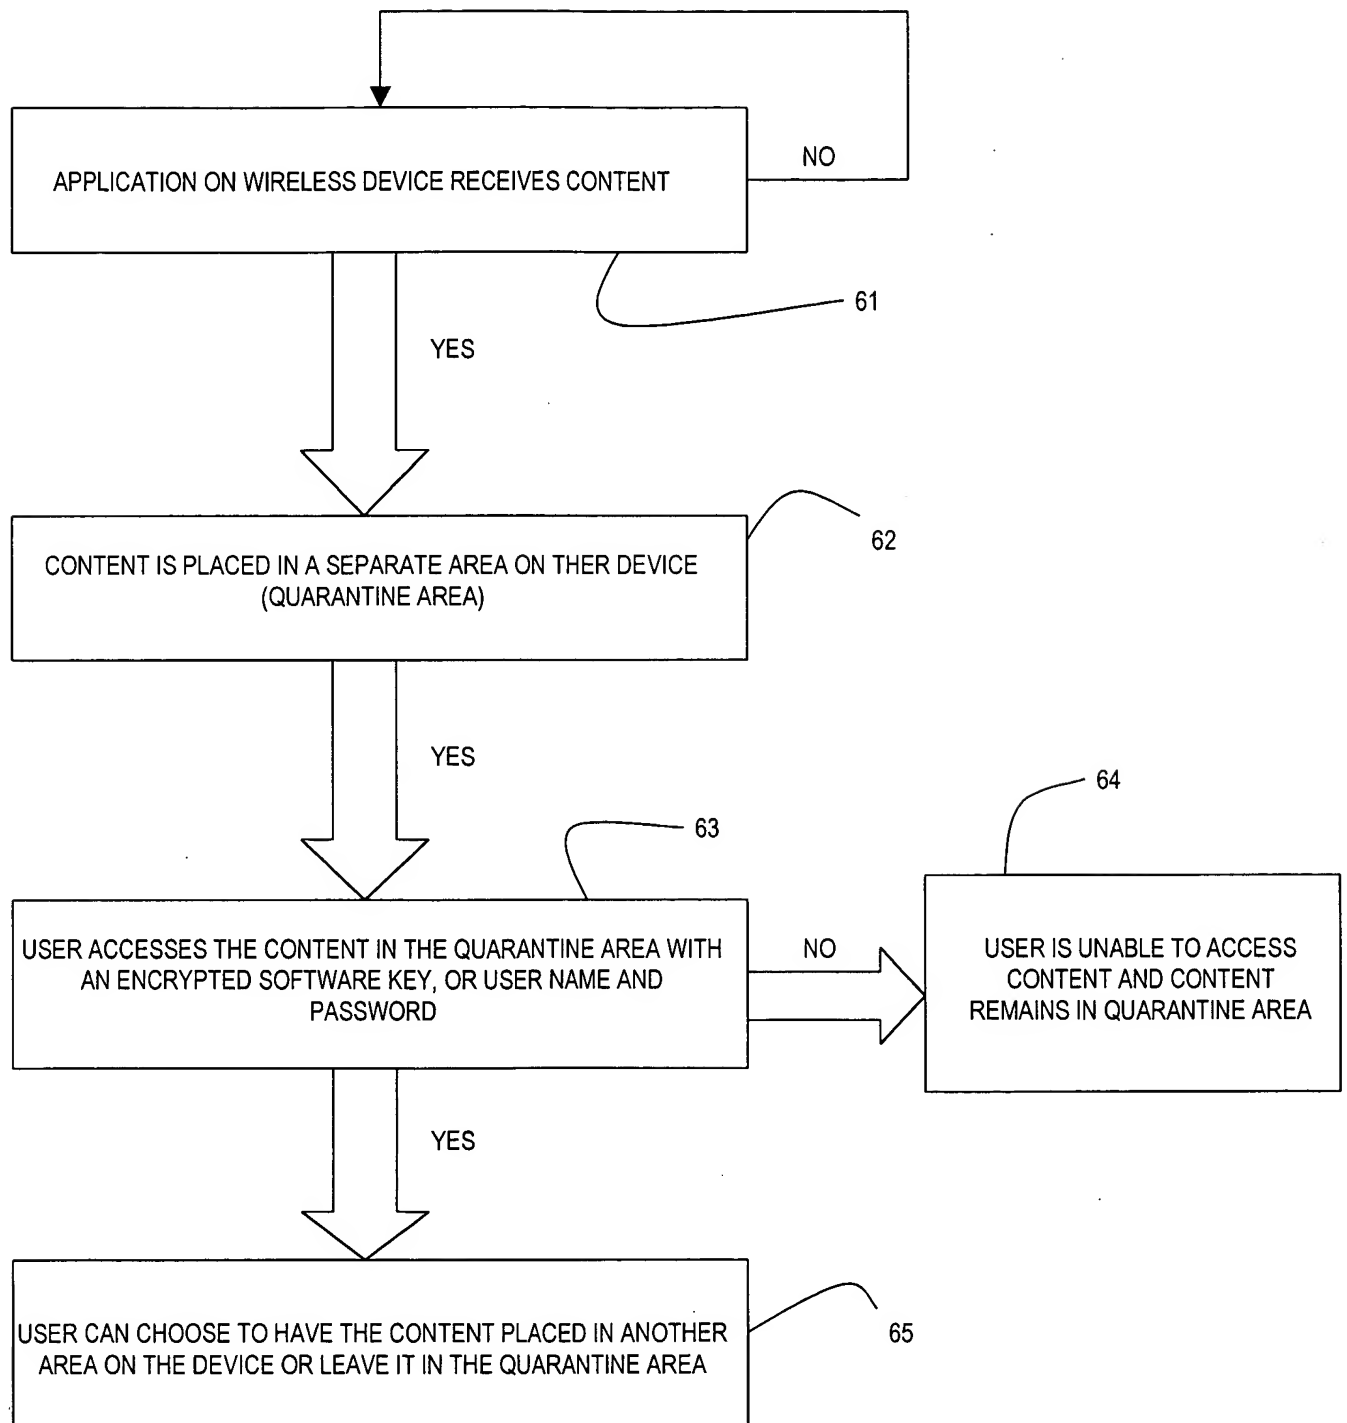 NO
APPLICATION ON WIRELESS DEVICE RECEIVES CONTENT
61
YES
62
CONTENT IS PLACED IN A SEPARATE AREA ON THER DEVICE
(QUARANTINE AREA)
YES
64
63
USER ACCESSES THE CONTENT IN THE QUARANTINE AREA WITH
AN ENCRYPTED SOFTWARE KEY, OR USER NAME AND
PASSWORD
NO
USER IS UNABLE TO ACCESS
CONTENT AND CONTENT
REMAINS IN QUARANTINE AREA
YES
65
USER CAN CHOOSE TO HAVE THE CONTENT PLACED IN ANOTHER
AREA ON THE DEVICE OR LEAVE IT IN THE QUARANTINE AREA